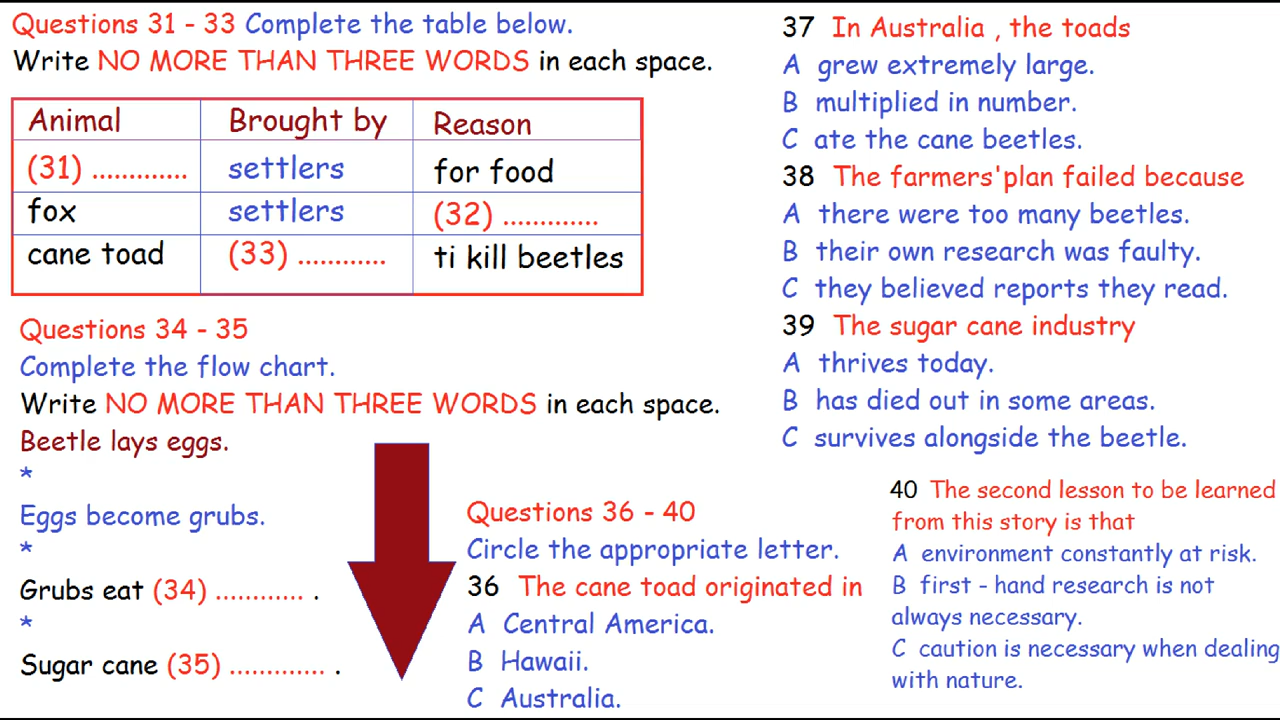 Questions 31 - 33 Complete the table below.
Write NO MORE THAN THREE WORDS in each space.
Animal Brought by Reason
(31) ............. settlers for food
fox settlers (32) .............
cane toad (33) ............ ti kill beetles
Questions 34 - 35
Complete the flow chart.
Write NO MORE THAN THREE WORDS in each space.
Beetle lays eggs.
*
Eggs become grubs.
*
Grubs eat (34) ............ .
*
Sugar cane (35) ............. .
Questions 36 - 40
Circle the appropriate letter.
36 The cane toad originated in
A Central America.
B Hawaii.
C Australia.
37 In Australia , the toads
A grew extremely large.
B multiplied in number.
C ate the cane beetles.
38 The farmers'plan failed because
A there were too many beetles.
B their own research was faulty.
C they believed reports they read.
39 The sugar cane industry
A thrives today.
B has died out in some areas.
C survives alongside the beetle.
40 The second lesson to be learned
from this story is that
A environment constantly at risk.
B first - hand research is not
always necessary.
C caution is necessary when dealing
with nature.